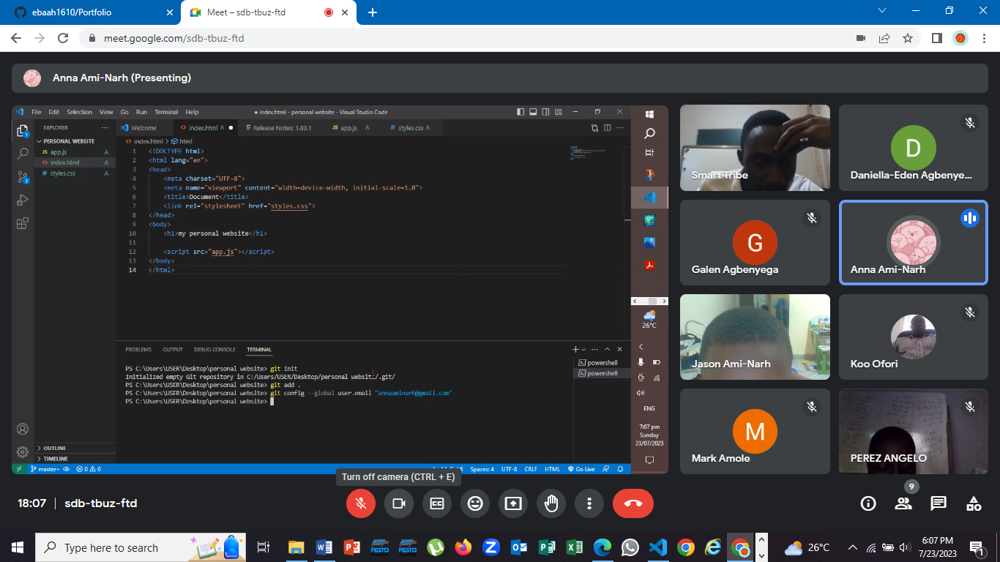 ebaah1610/Portfolio
Meet – sdb-tbuz-ftd
meet.google.com/sdb-tbuz-ftd
Anna Ami-Narh (Presenting)
File Edit Selection View Go Run Terminal Help
● index.html - personal website - Visual Studio Code
EXPLORER
PERSONAL WEBSITE
JS app.js A
<> index.html A
# styles.css A
OUTLINE
TIMELINE
Welcome
<> index.html A ●
Release Notes: 1.80.1
JS app.js A
# styles.css A
<> index.html > html
1 <!DOCTYPE html>
2 <html lang="en">
3 <head>
4 <meta charset="UTF-8">
5 <meta name="viewport" content="width=device-width, initial-scale=1.0">
6 <title>Document</title>
7 <link rel="stylesheet" href="styles.css">
8 </head>
9 <body>
10 <h1>my personal website</h1>
11
12 <script src="app.js"></script>
13 </body>
14 </html>
PROBLEMS OUTPUT DEBUG CONSOLE TERMINAL
PS C:\Users\USER\Desktop\personal website> git init
Initialized empty Git repository in C:/Users/USER/Desktop/personal website/.git/
PS C:\Users\USER\Desktop\personal website> git add .
PS C:\Users\USER\Desktop\personal website> git config --global user.email "annaaminarh@gmail.com"
PS C:\Users\USER\Desktop\personal website>
powershell
powershell
master+
0 0
Spaces: 4 UTF-8 CRLF HTML Go Live
26°C
ENG
7:07 pm
Sunday
23/07/2023
Smart Tribe
D
Daniella-Eden Agbenye...
G
Galen Agbenyega
Anna Ami-Narh
Jason Ami-Narh
Koo Ofori
M
Mark Amole
PEREZ ANGELO
Turn off camera (CTRL + E)
18:07 | sdb-tbuz-ftd
9
Type here to search
FESTO
FESTO
26°C
6:07 PM
7/23/2023
1